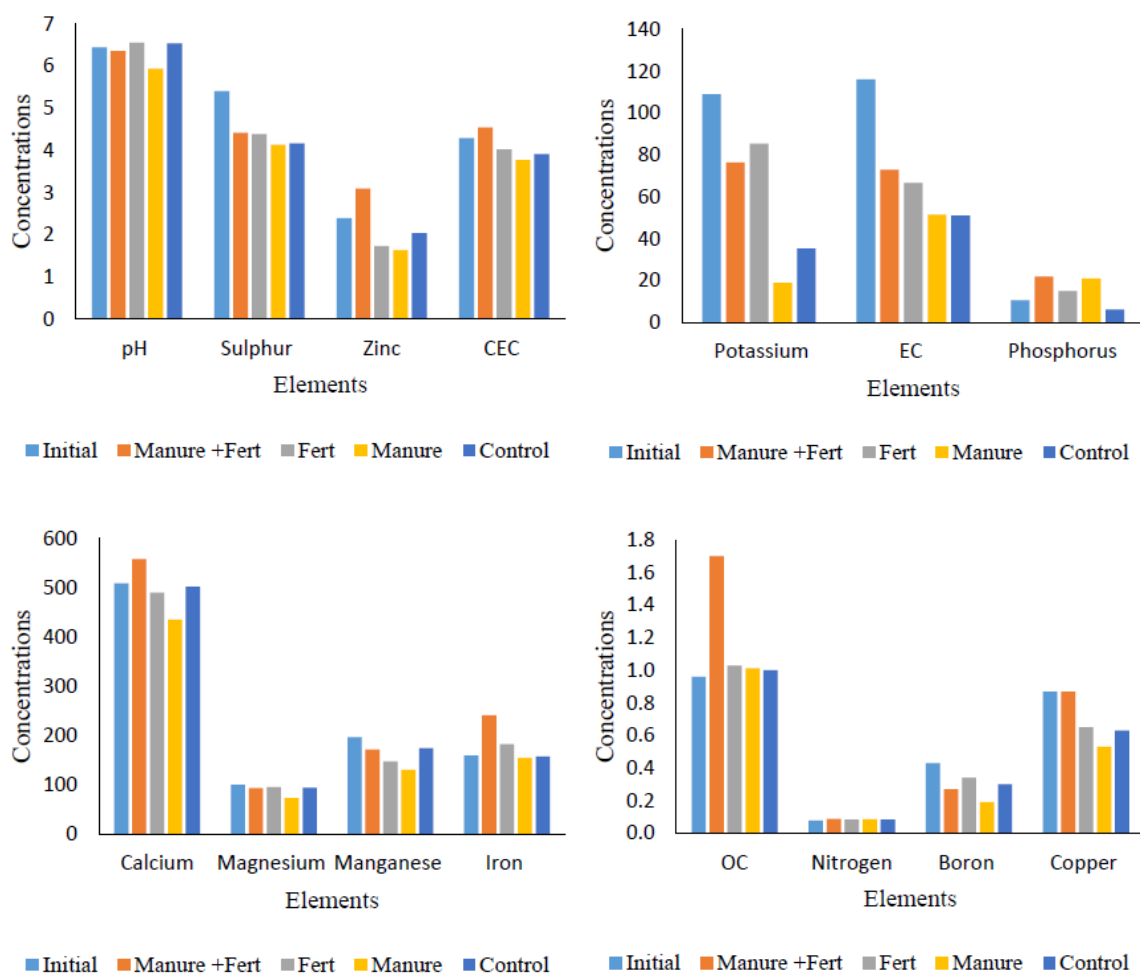 7
6
5
4
3
2
1
0
Concentrations
pH Sulphur Zinc CEC
Elements
Initial Manure +Fert Fert Manure Control
140
120
100
80
60
40
20
0
Concentrations
Potassium EC Phosphorus
Elements
Initial Manure +Fert Fert Manure Control
600
500
400
300
200
100
0
Concentrations
Calcium Magnesium Manganese Iron
Elements
Initial Manure +Fert Fert Manure Control
1.8
1.6
1.4
1.2
1.0
0.8
0.6
0.4
0.2
0.0
Concentrations
OC Nitrogen Boron Copper
Elements
Initial Manure +Fert Fert Manure Control